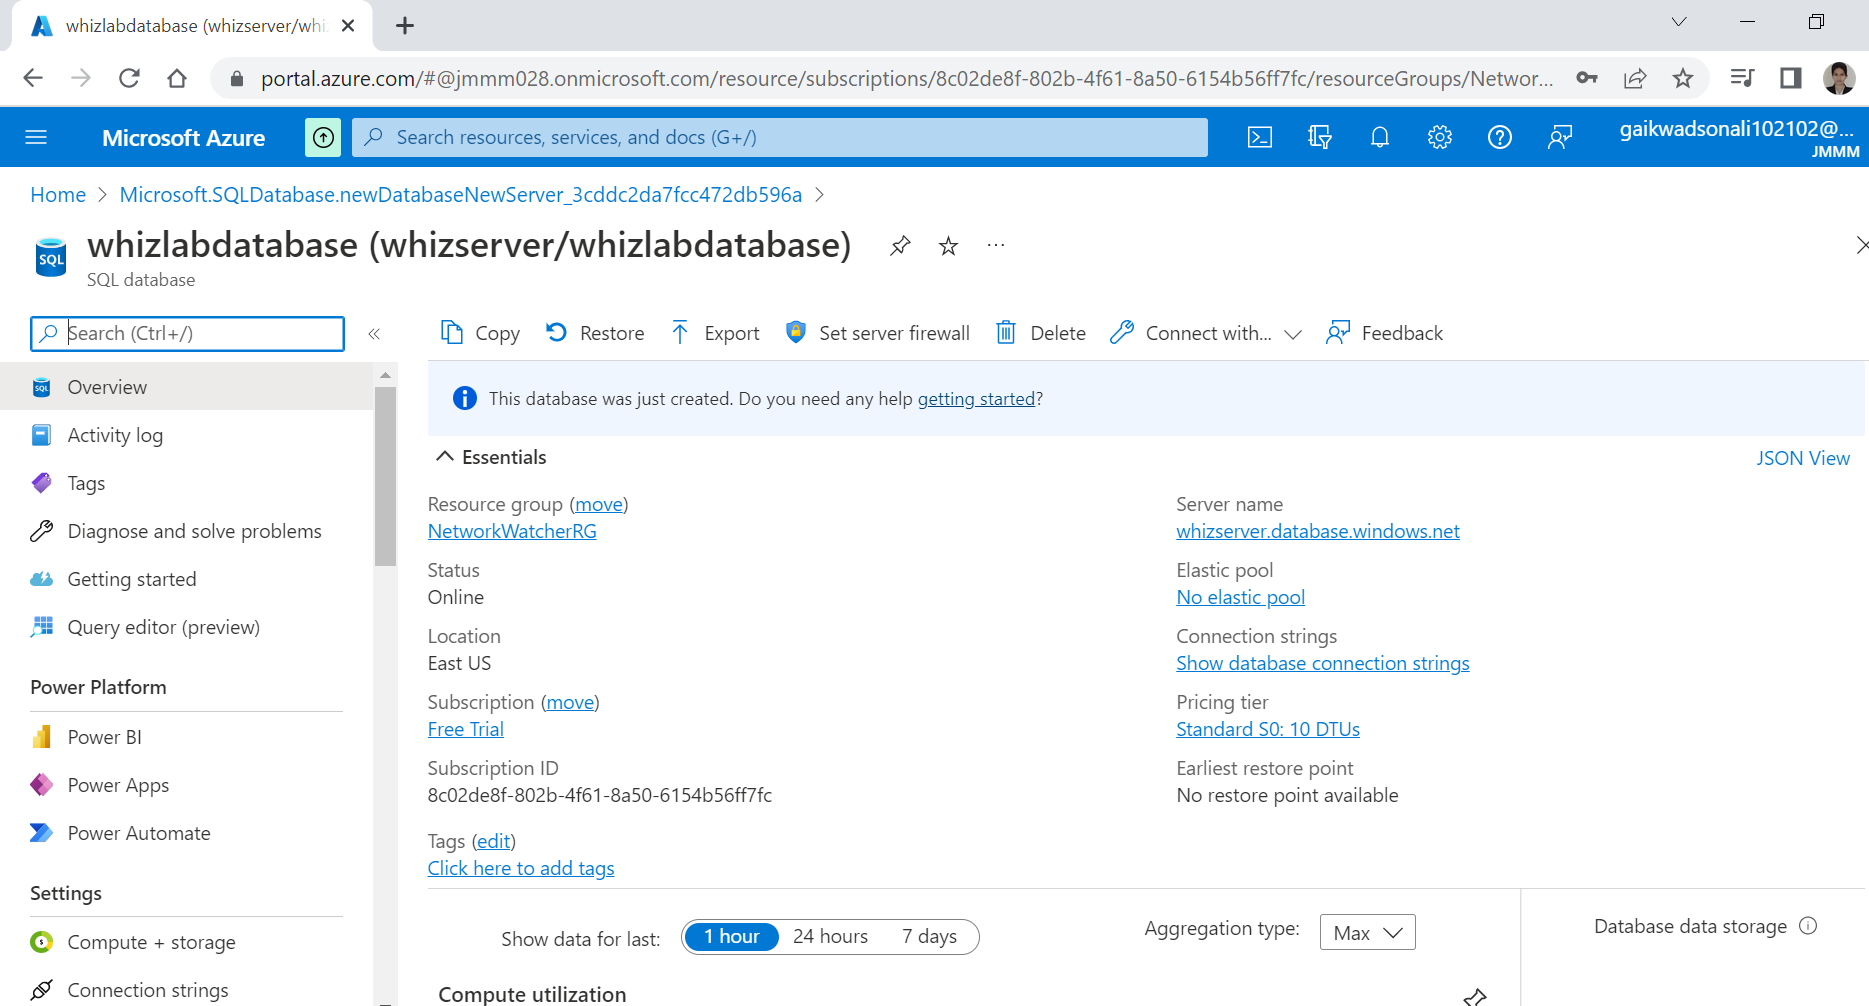 whizlabdatabase (whizserver/whi
portal.azure.com/#@jmmm028.onmicrosoft.com/resource/subscriptions/8c02de8f-802b-4f61-8a50-6154b56ff7fc/resourceGroups/Networ...
Microsoft Azure
Search resources, services, and docs (G+/)
gaikwadsonali102102@...
JMMM
Home > Microsoft.SQLDatabase.newDatabaseNewServer_3cddc2da7fcc472db596a >
SQL
whizlabdatabase (whizserver/whizlabdatabase)
SQL database
Search (Ctrl+/)
Copy Restore Export Set server firewall Delete Connect with... Feedback
SQL Overview
Activity log
Tags
Diagnose and solve problems
Getting started
Query editor (preview)
Power Platform
Power BI
Power Apps
Power Automate
Settings
Compute + storage
Connection strings
This database was just created. Do you need any help getting started?
Essentials
JSON View
Resource group (move)
NetworkWatcherRG
Status
Online
Location
East US
Subscription (move)
Free Trial
Subscription ID
8c02de8f-802b-4f61-8a50-6154b56ff7fc
Tags (edit)
Click here to add tags
Server name
whizserver.database.windows.net
Elastic pool
No elastic pool
Connection strings
Show database connection strings
Pricing tier
Standard S0: 10 DTUs
Earliest restore point
No restore point available
Show data for last: 1 hour 24 hours 7 days
Aggregation type: Max
Database data storage
Compute utilization